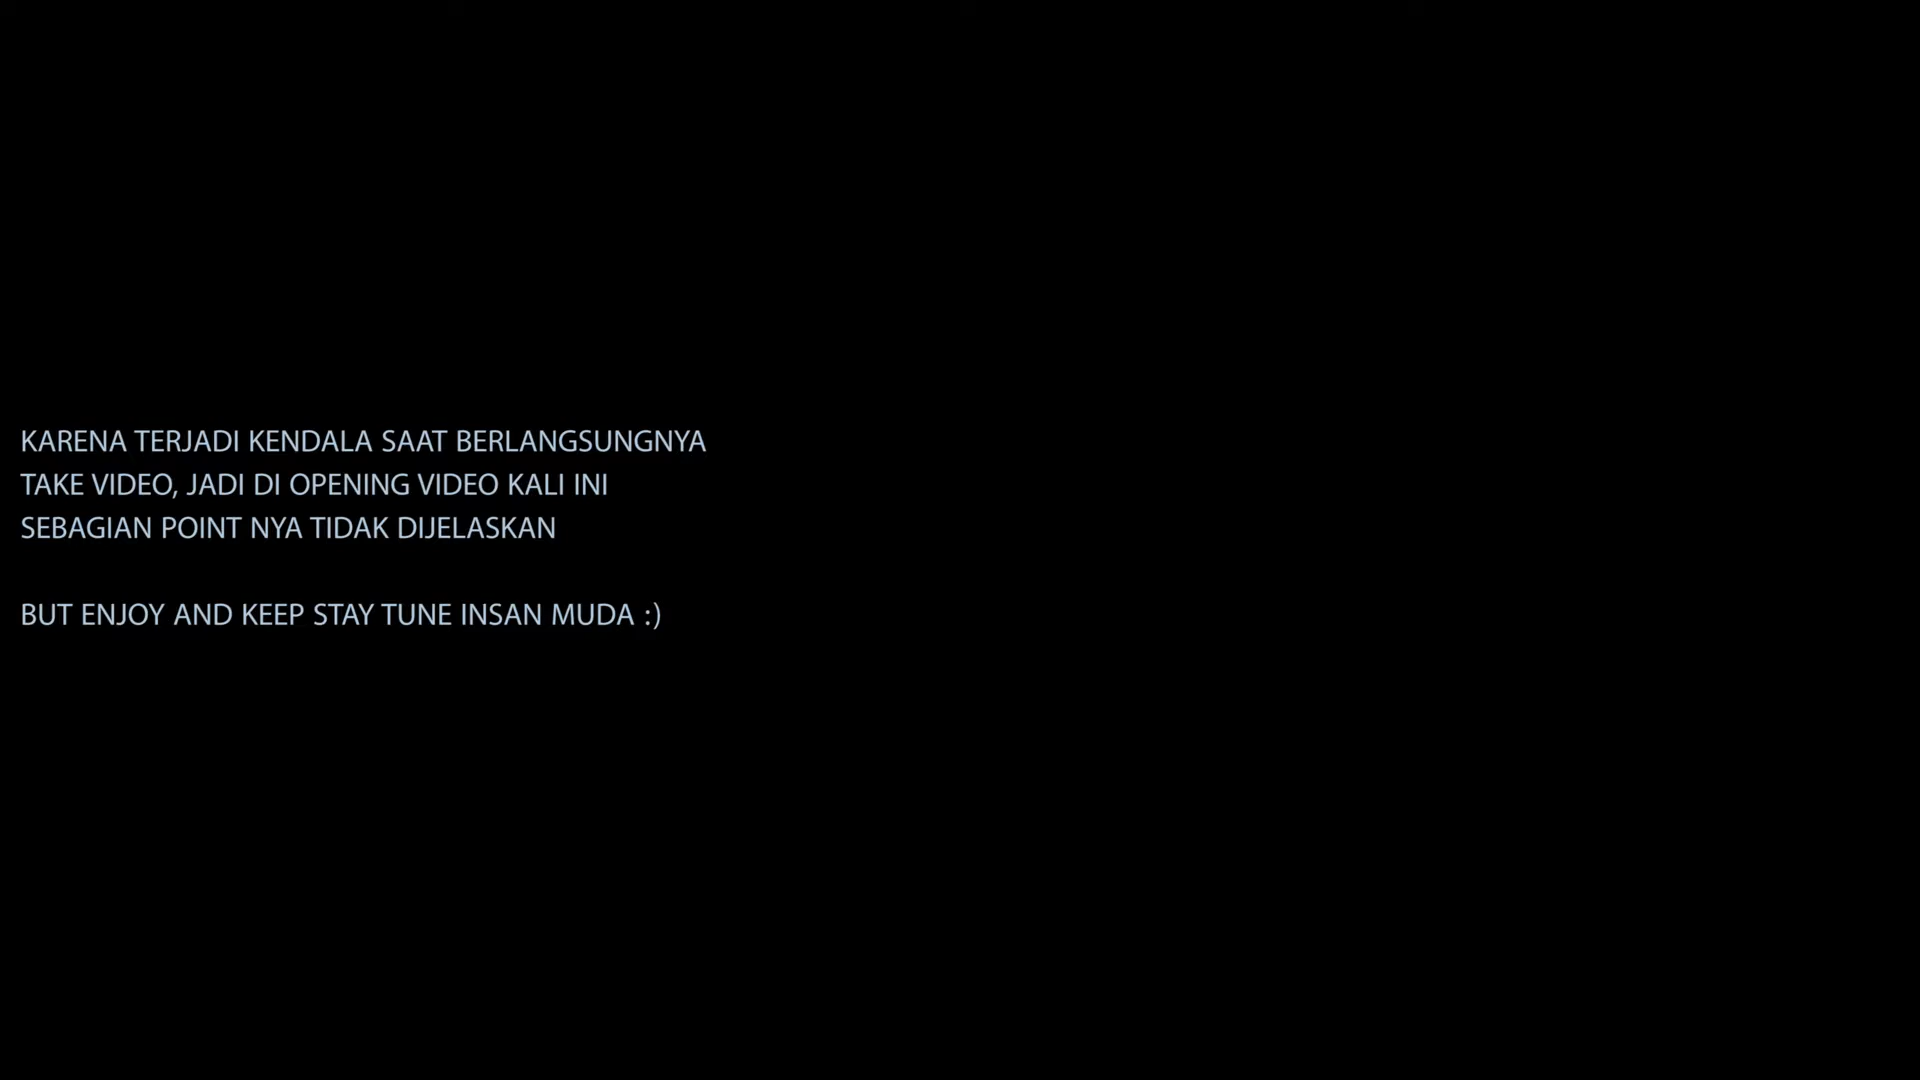 KARENA TERJADI KENDALA SAAT BERLANGSUNGNYA
TAKE VIDEO, JADI DI OPENING VIDEO KALI INI
SEBAGIAN POINT NYA TIDAK DIJELASKAN
BUT ENJOY AND KEEP STAY TUNE INSAN MUDA :)